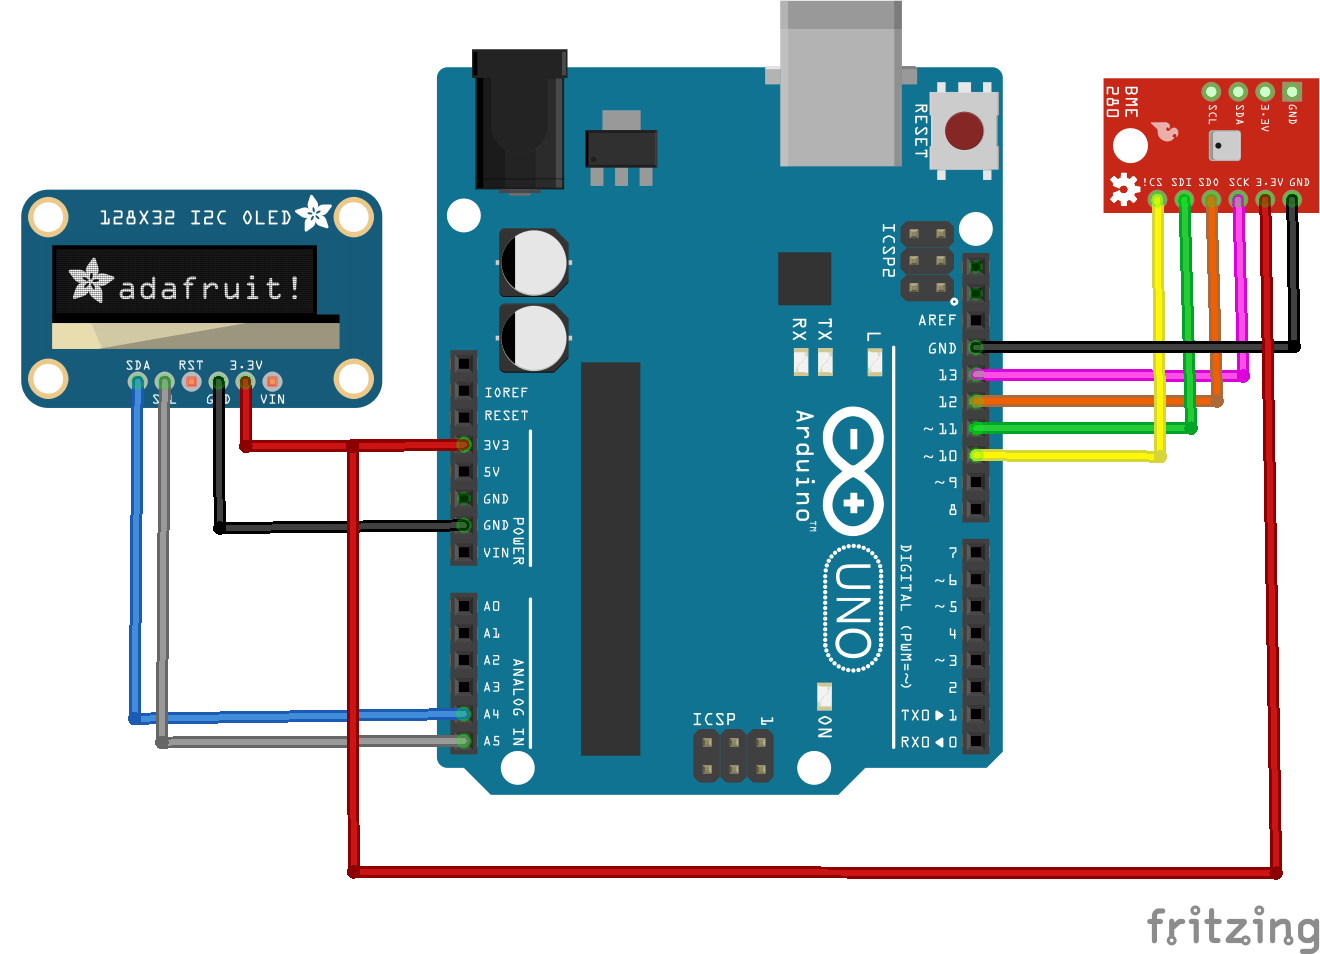 128X32 I2C OLED
adafruit!
SDA
RST
3.3V
SCL
GND
VIN
RESET
ICSP2
AREF
GND
13
12
~11
~10
~9
8
7
~6
~5
4
~3
2
TX0▶1
RX0◀0
RX
TX
L
IOREF
RESET
3V3
5V
GND
GND
VIN
POWER
A0
A1
A2
A3
A4
A5
ANALOG IN
Arduino™
UNO
DIGITAL (PWM=~)
ON
ICSP
1
BME
280
SCL
SDA
3.3V
GND
!CS
SDI
SDO
SCK
3.3V
GND
fritzing